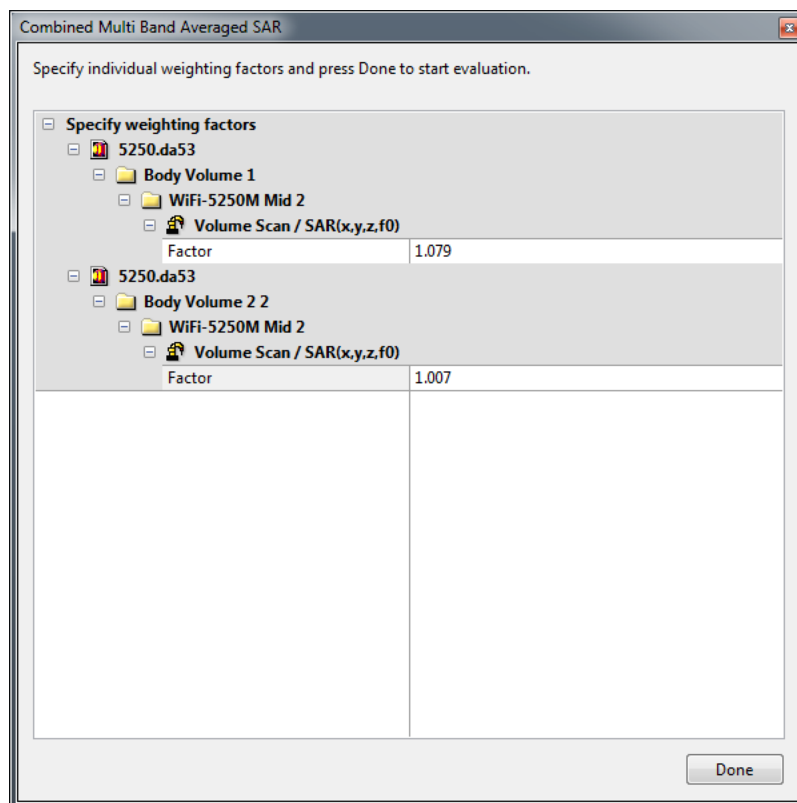 Combined Multi Band Averaged SAR
Specify individual weighting factors and press Done to start evaluation.
Specify weighting factors
5250.da53
Body Volume 1
WiFi-5250M Mid 2
Volume Scan / SAR(x,y,z,f0)
Factor 1.079
5250.da53
Body Volume 2 2
WiFi-5250M Mid 2
Volume Scan / SAR(x,y,z,f0)
Factor 1.007
Done